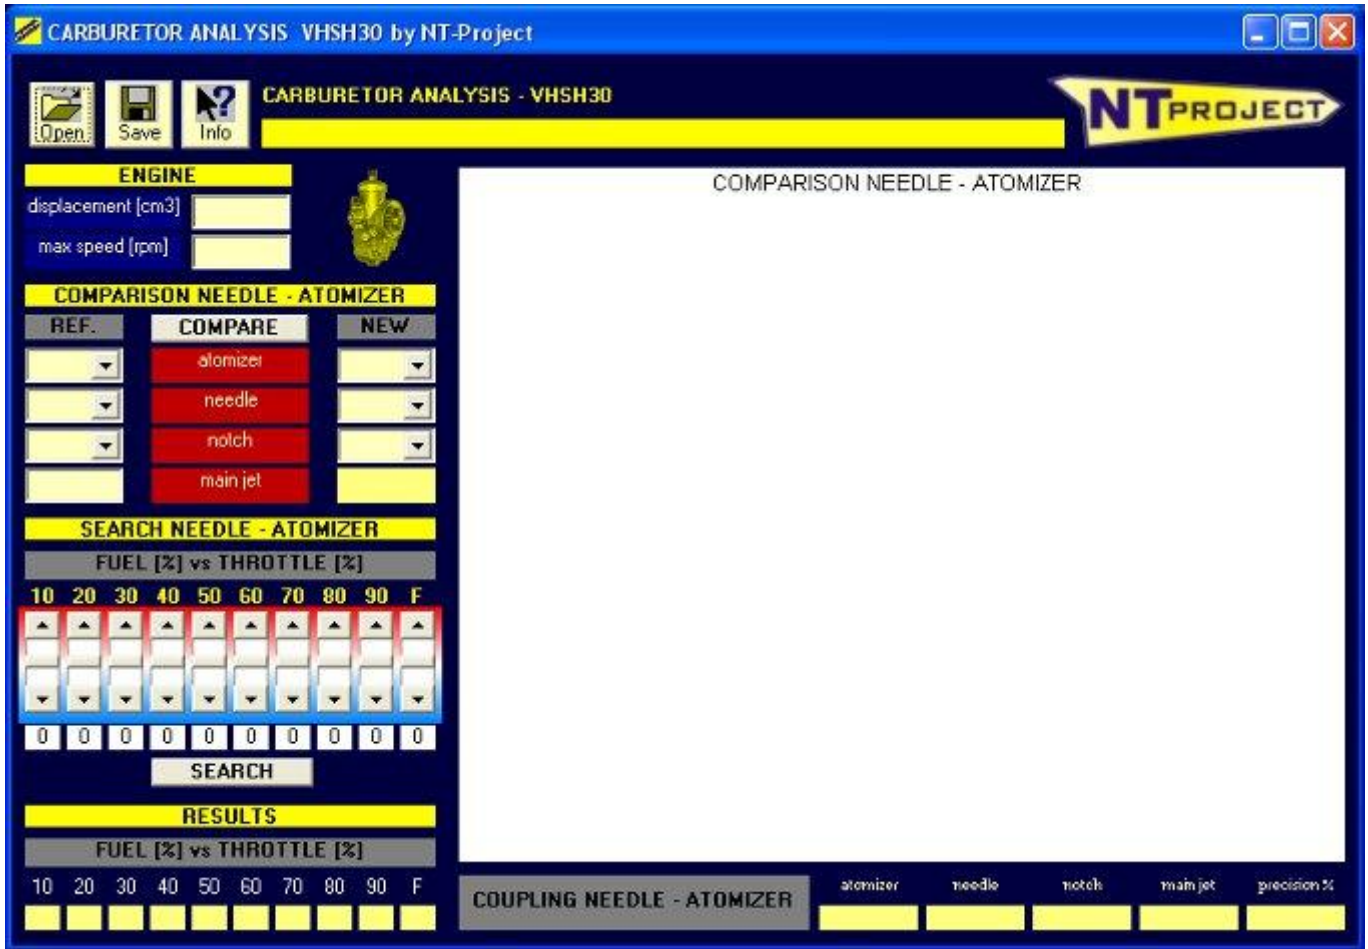 CARBURETOR ANALYSIS VHSH30 by NT-Project
Open
Save
Info
CARBURETOR ANALYSIS - VHSH30
NT PROJECT
ENGINE
displacement [cm3]
max speed [rpm]
COMPARISON NEEDLE - ATOMIZER
REF. COMPARE NEW
atomizer
needle
notch
main jet
SEARCH NEEDLE - ATOMIZER
FUEL [%] vs THROTTLE [%]
10 20 30 40 50 60 70 80 90 F
0 0 0 0 0 0 0 0 0 0
SEARCH
RESULTS
FUEL [%] vs THROTTLE [%]
10 20 30 40 50 60 70 80 90 F
COMPARISON NEEDLE - ATOMIZER
COUPLING NEEDLE - ATOMIZER
atomizer needle notch main jet precision %